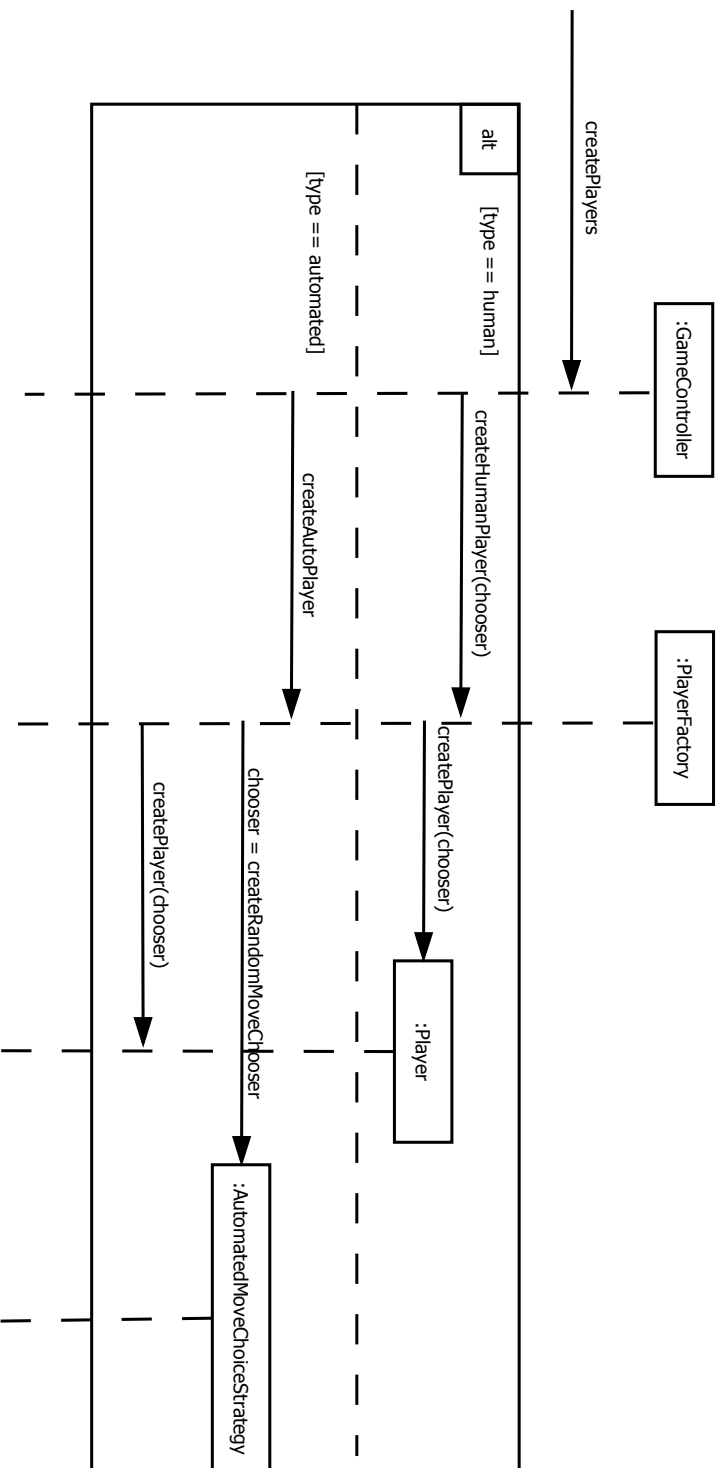 :GameController
:PlayerFactory
createPlayers
alt
[type == human]
createHumanPlayer(chooser)
createPlayer(chooser)
:Player
[type == automated]
createAutoPlayer
chooser = createRandomMoveChooser
:AutomatedMoveChoiceStrategy
createPlayer(chooser)